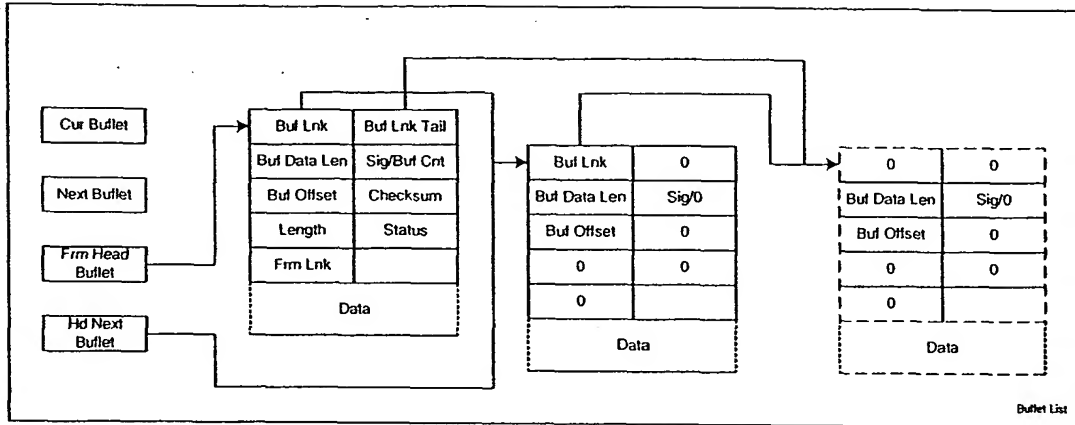 Cur Buflet
Next Buflet
Frm Head
Buflet
Hd Next
Buflet
Buf Lnk
Buf Lnk Tail
Buf Data Len
Sig/Buf Cnt
Buf Offset
Checksum
Length
Status
Frm Lnk
Data
Buf Lnk
0
Buf Data Len
Sig/0
Buf Offset
0
0
0
0
Data
0
0
Buf Data Len
Sig/0
Buf Offset
0
0
0
0
Data
Buflet List